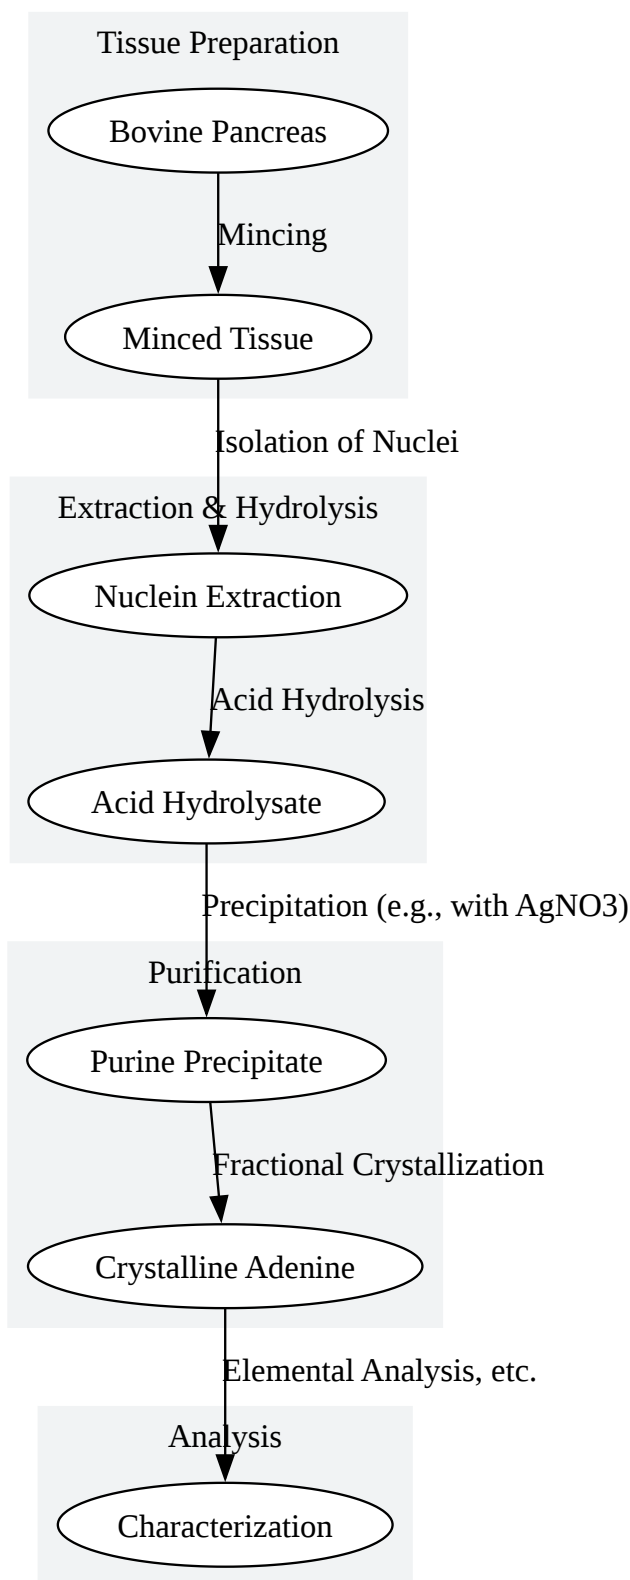 Tissue Preparation
Bovine Pancreas
Mincing
Minced Tissue
Isolation of Nuclei
Extraction & Hydrolysis
Nuclein Extraction
Acid Hydrolysis
Acid Hydrolysate
Precipitation (e.g., with AgNO3)
Purification
Purine Precipitate
Fractional Crystallization
Crystalline Adenine
Elemental Analysis, etc.
Analysis
Characterization